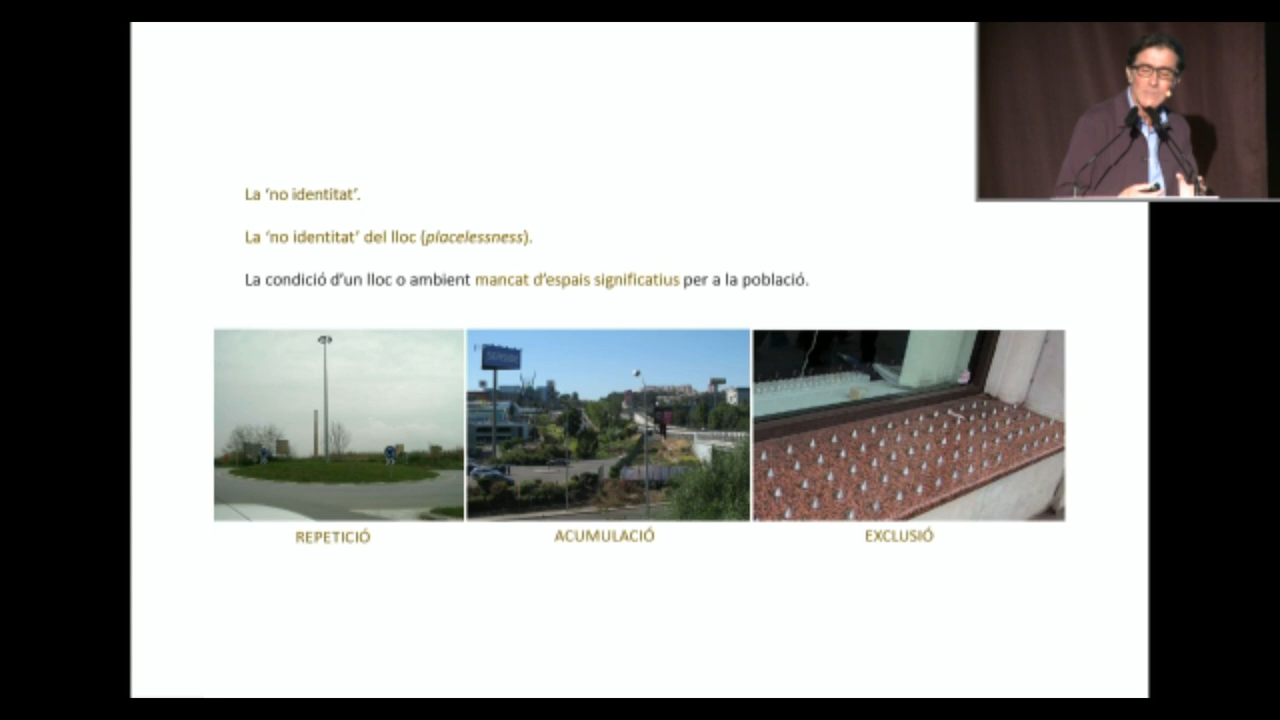 La ‘no identitat’.
La ‘no identitat’ del lloc (placelessness).
La condició d’un lloc o ambient mancat d’espais significatius per a la població.
REPETICIÓ
ACUMULACIÓ
EXCLUSIÓ